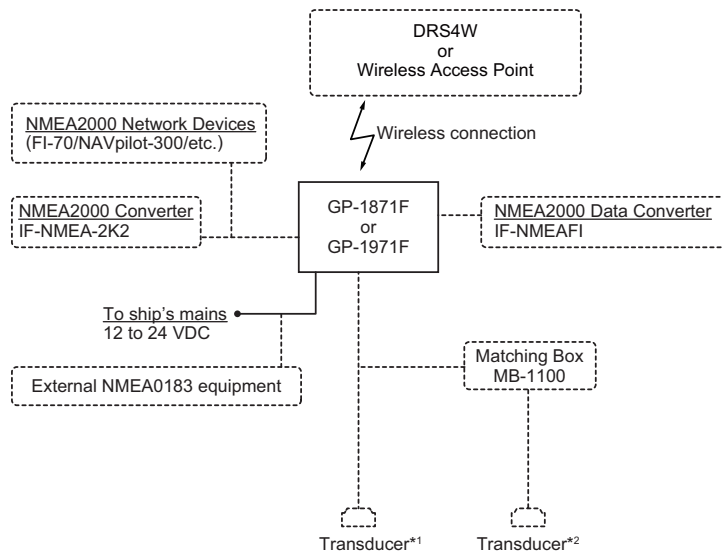 DRS4W
or
Wireless Access Point
Wireless connection
NMEA2000 Network Devices
(FI-70/NAVpilot-300/etc.)
NMEA2000 Converter
IF-NMEA-2K2
GP-1871F
or
GP-1971F
NMEA2000 Data Converter
IF-NMEAFI
To ship's mains
12 to 24 VDC
External NMEA0183 equipment
Matching Box
MB-1100
Transducer*1
Transducer*2